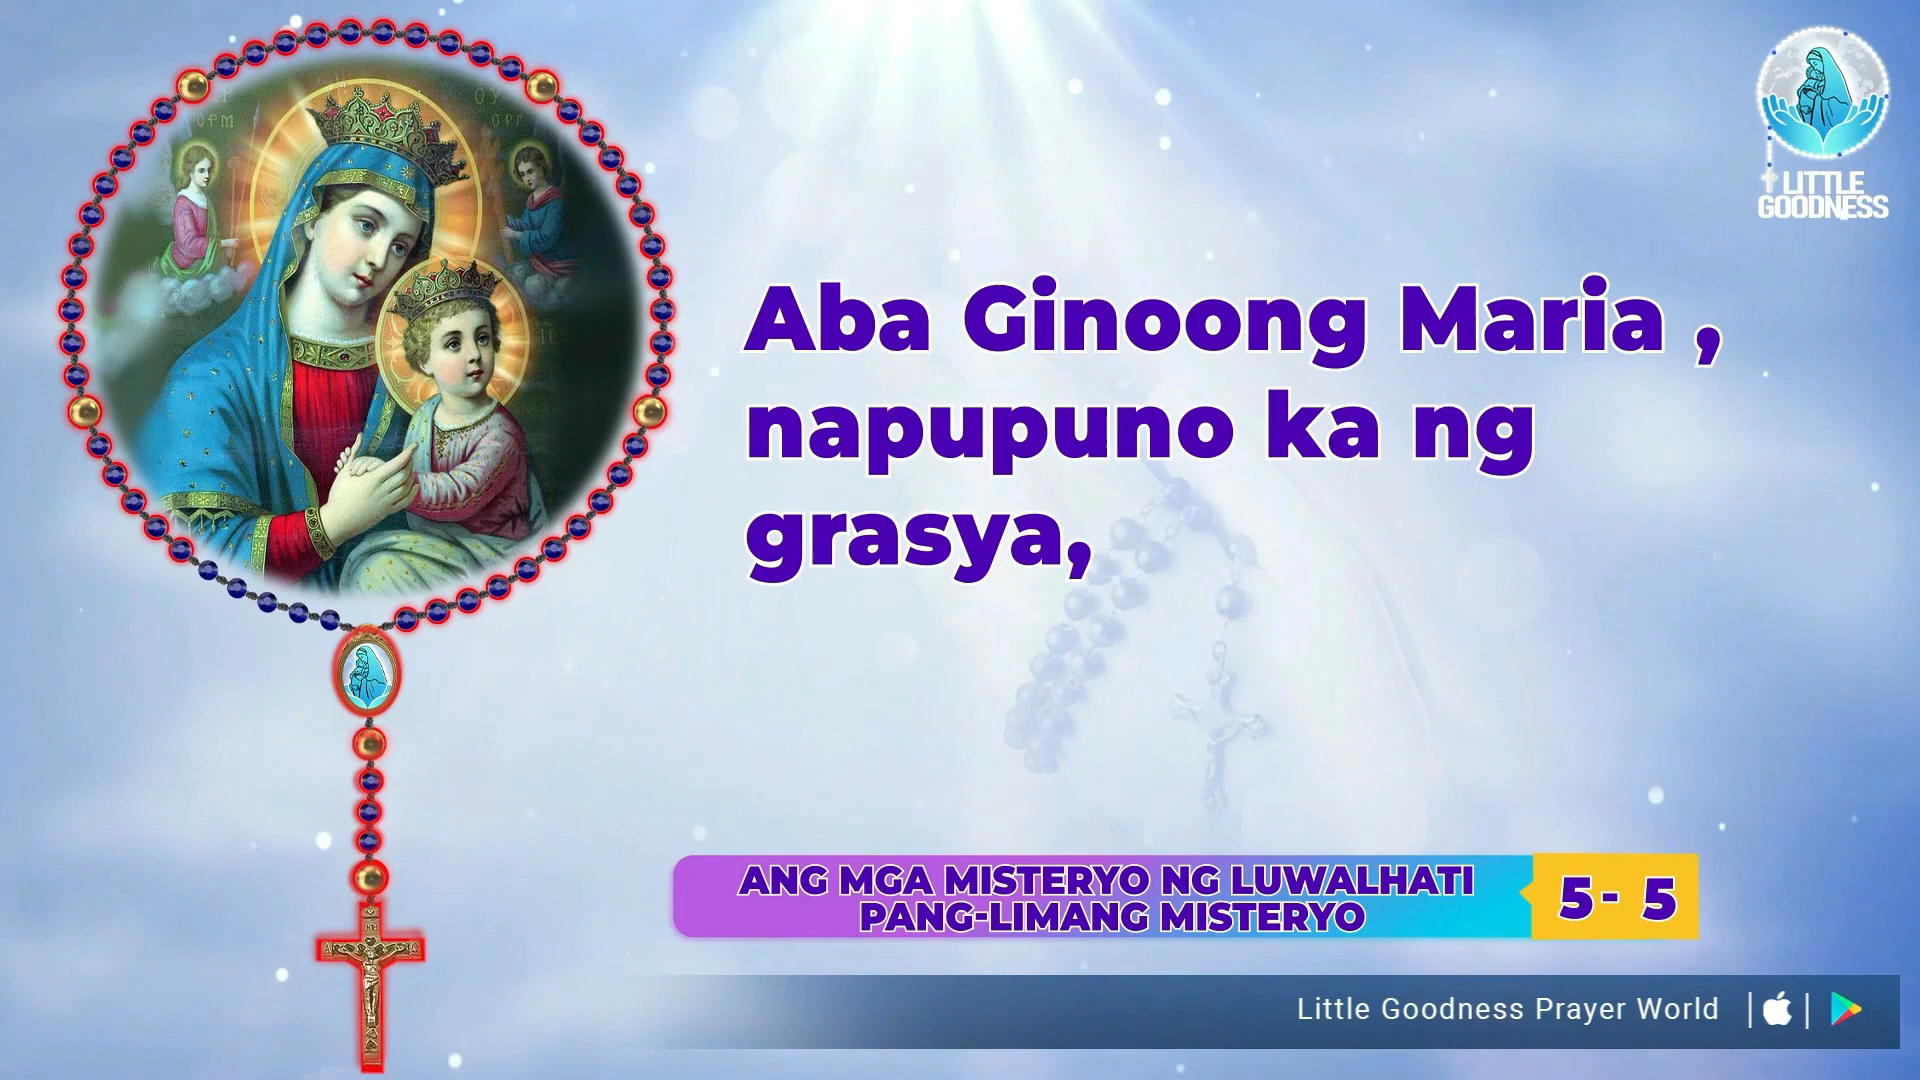 LITTLE
GOODNESS
Aba Ginoong Maria ,
napupuno ka ng
grasya,
ANG MGA MISTERYO NG LUWALHATI
PANG-LIMANG MISTERYO
5- 5
Little Goodness Prayer World
INRI